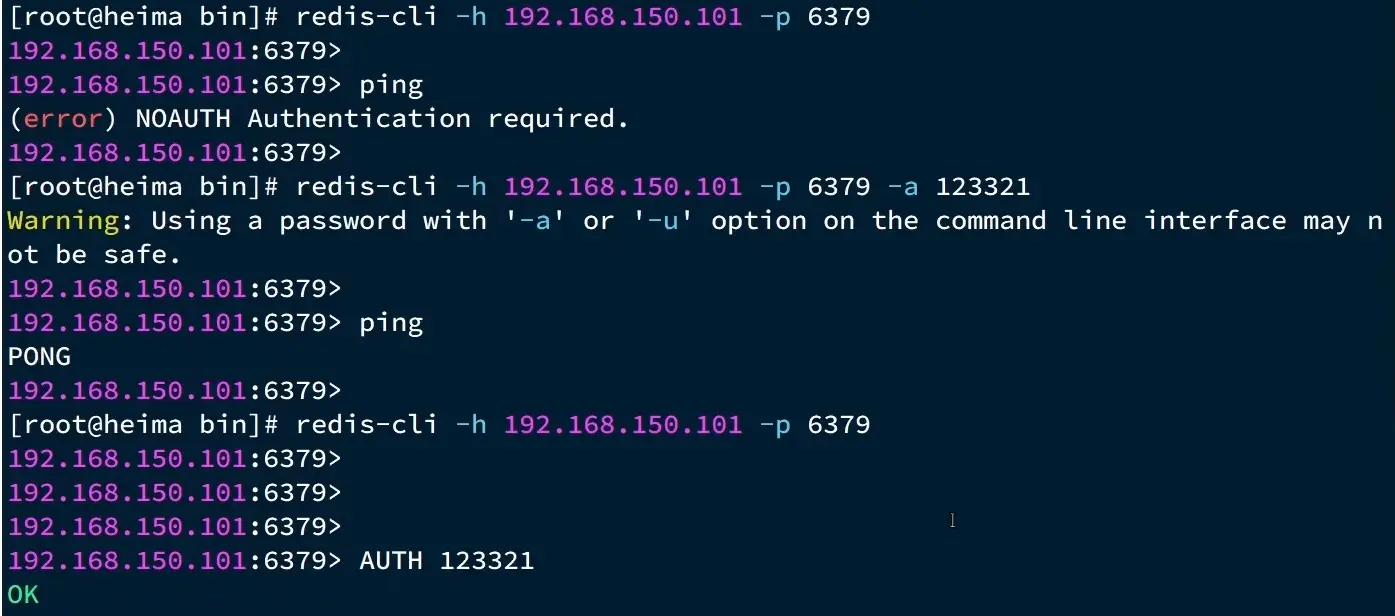 [root@heima bin]# redis-cli -h 192.168.150.101 -p 6379
192.168.150.101:6379>
192.168.150.101:6379> ping
(error) NOAUTH Authentication required.
192.168.150.101:6379>
[root@heima bin]# redis-cli -h 192.168.150.101 -p 6379 -a 123321
Warning: Using a password with '-a' or '-u' option on the command line interface may n
ot be safe.
192.168.150.101:6379>
192.168.150.101:6379> ping
PONG
192.168.150.101:6379>
[root@heima bin]# redis-cli -h 192.168.150.101 -p 6379
192.168.150.101:6379>
192.168.150.101:6379>
192.168.150.101:6379>
192.168.150.101:6379> AUTH 123321
OK